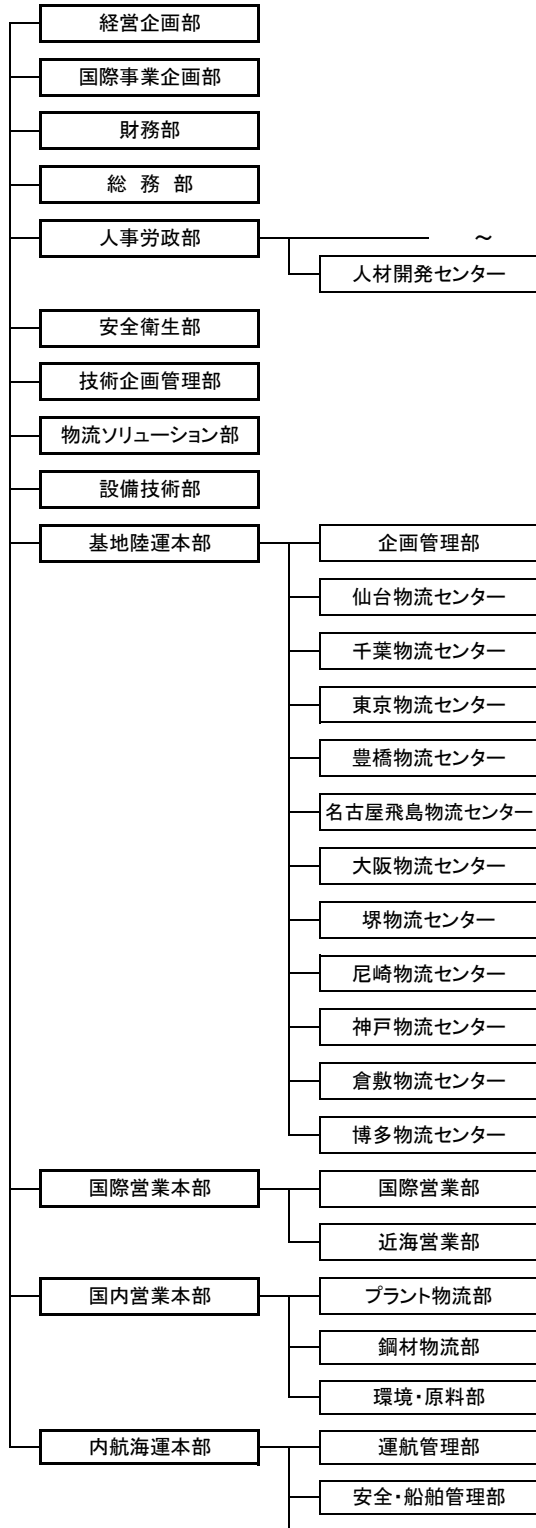 経営企画部
国際事業企画部
財務部
総 務 部
人事労政部
～
人材開発センター
安全衛生部
技術企画管理部
物流ソリューション部
設備技術部
基地陸運本部
企画管理部
仙台物流センター
千葉物流センター
東京物流センター
豊橋物流センター
名古屋飛島物流センター
大阪物流センター
堺物流センター
尼崎物流センター
神戸物流センター
倉敷物流センター
博多物流センター
国際営業本部
国際営業部
近海営業部
国内営業本部
プラント物流部
鋼材物流部
環境・原料部
内航海運本部
運航管理部
安全・船舶管理部